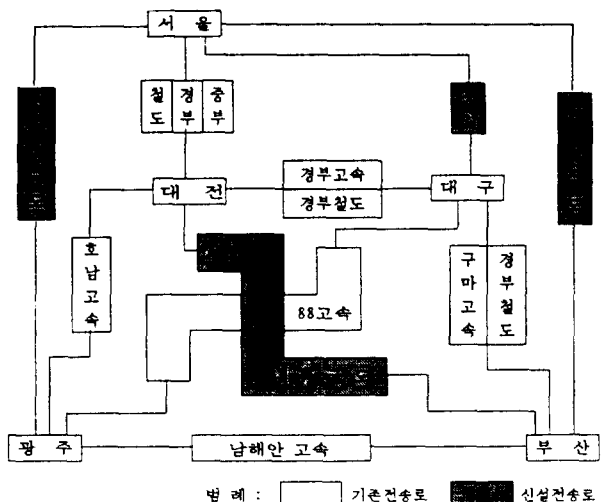 서 울
철도
경부
중부
경부고속
대 전
대 구
경부철도
호남고속
구마고속
경부철도
88고속
광 주
남해안 고속
부 산
범 례 : 기존전송로 신설전송로